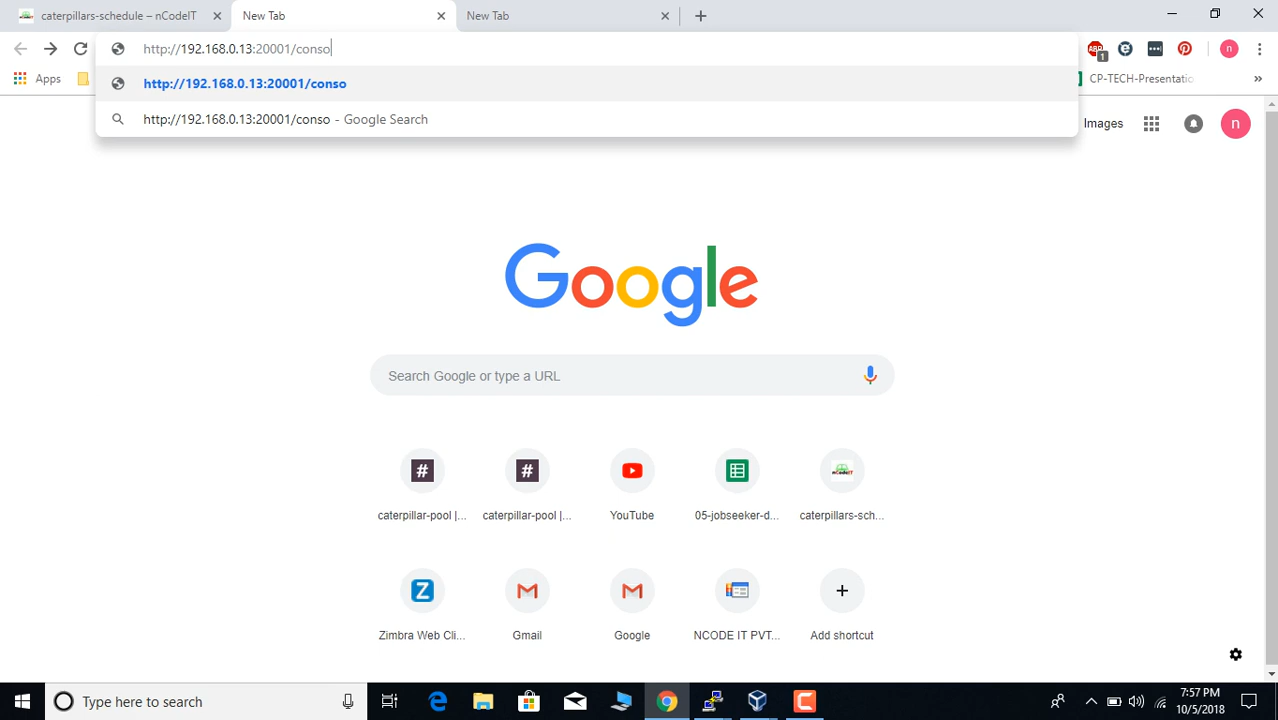 caterpillars-schedule – nCodeIT
New Tab
New Tab
http://192.168.0.13:20001/conso
http://192.168.0.13:20001/conso
http://192.168.0.13:20001/conso - Google Search
ABP
1
n
Apps
CP-TECH-Presentatio
»
Images
n
Google
Search Google or type a URL
caterpillar-pool |...
caterpillar-pool |...
YouTube
05-jobseeker-d...
nCodeIT
caterpillars-sch...
Zimbra Web Cli...
Gmail
Google
NCODE IT PVT...
Add shortcut
Type here to search
7:57 PM
10/5/2018